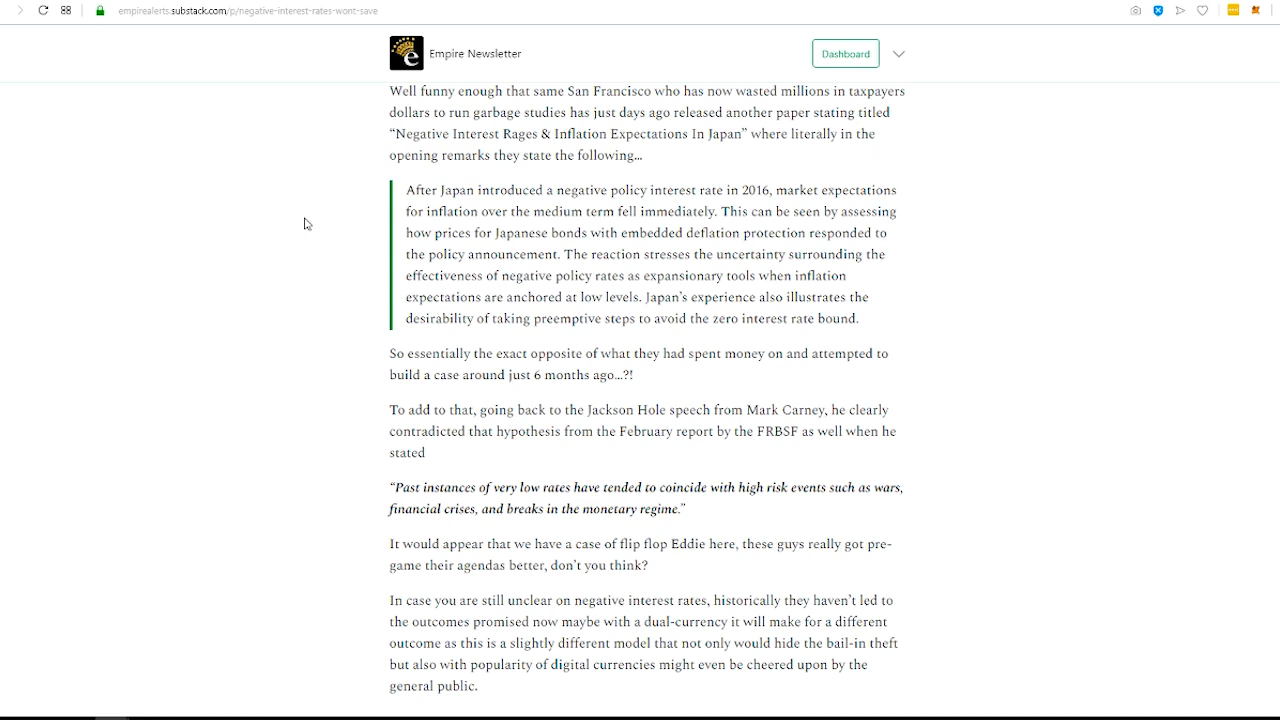 empirealerts.substack.com/p/negative-interest-rates-wont-save
e
Empire Newsletter
Dashboard
Well funny enough that same San Francisco who has now wasted millions in taxpayers
dollars to run garbage studies has just days ago released another paper stating titled
“Negative Interest Rages & Inflation Expectations In Japan” where literally in the
opening remarks they state the following...
After Japan introduced a negative policy interest rate in 2016, market expectations
for inflation over the medium term fell immediately. This can be seen by assessing
how prices for Japanese bonds with embedded deflation protection responded to
the policy announcement. The reaction stresses the uncertainty surrounding the
effectiveness of negative policy rates as expansionary tools when inflation
expectations are anchored at low levels. Japan’s experience also illustrates the
desirability of taking preemptive steps to avoid the zero interest rate bound.
So essentially the exact opposite of what they had spent money on and attempted to
build a case around just 6 months ago...?!
To add to that, going back to the Jackson Hole speech from Mark Carney, he clearly
contradicted that hypothesis from the February report by the FRBSF as well when he
stated
“Past instances of very low rates have tended to coincide with high risk events such as wars,
financial crises, and breaks in the monetary regime.”
It would appear that we have a case of flip flop Eddie here, these guys really got pre-
game their agendas better, don’t you think?
In case you are still unclear on negative interest rates, historically they haven’t led to
the outcomes promised now maybe with a dual-currency it will make for a different
outcome as this is a slightly different model that not only would hide the bail-in theft
but also with popularity of digital currencies might even be cheered upon by the
general public.